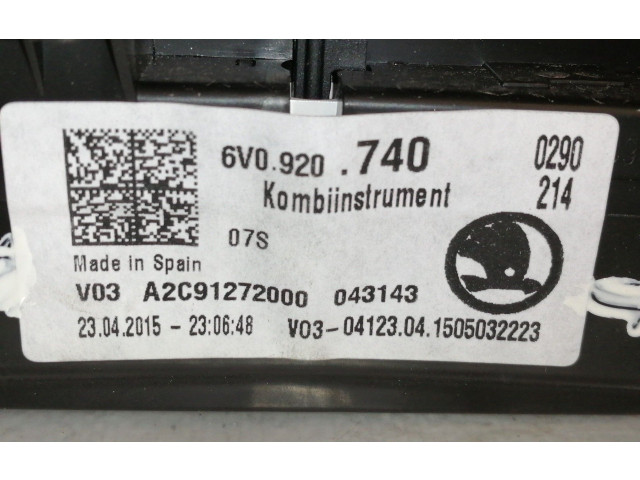 6V0.920 .740 0290
Kombiinstrument 214
07S
Made in Spain
V03 A2C91272000 043143
23.04.2015 - 23:06:48 V03-04123.04.1505032223